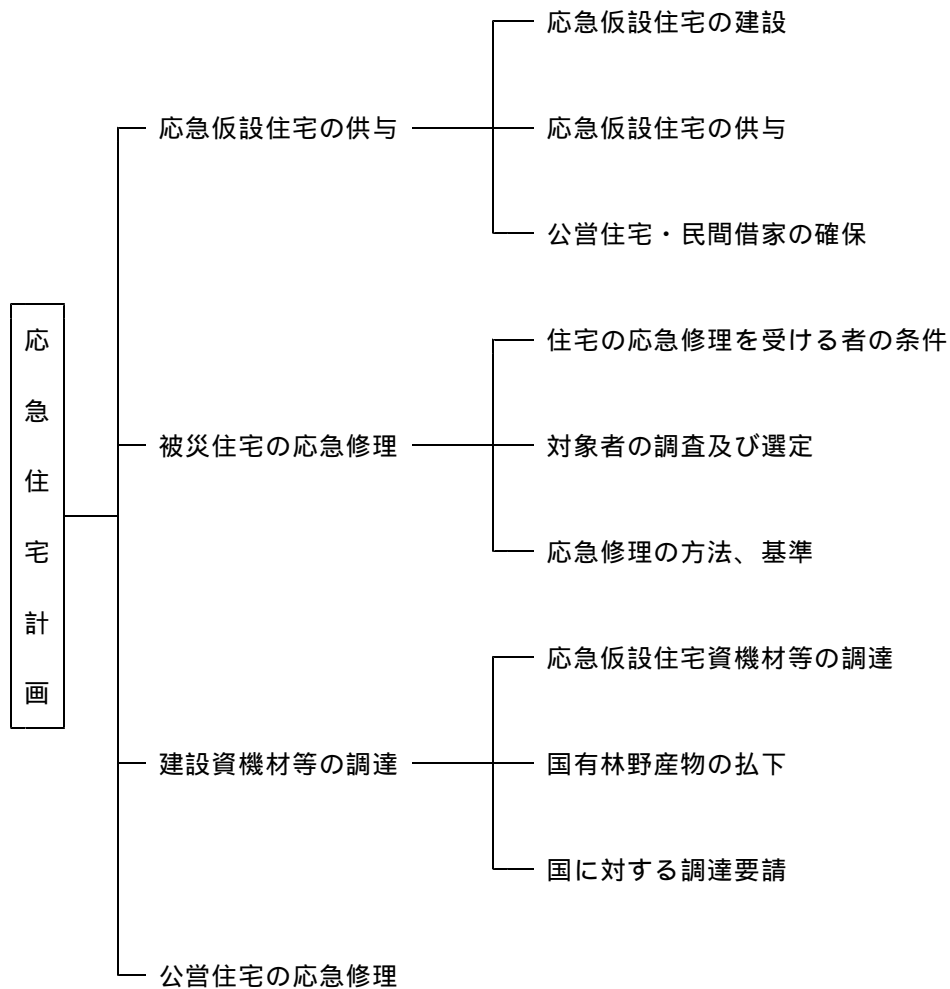 応急住宅計画
応急仮設住宅の供与
応急仮設住宅の建設
応急仮設住宅の供与
公営住宅・民間借家の確保
被災住宅の応急修理
住宅の応急修理を受ける者の条件
対象者の調査及び選定
応急修理の方法、基準
建設資機材等の調達
応急仮設住宅資機材等の調達
国有林野産物の払下
国に対する調達要請
公営住宅の応急修理